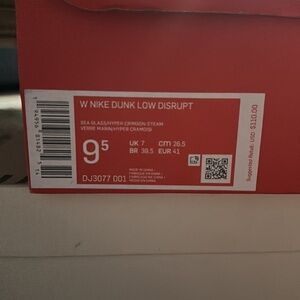 W NIKE DUNK LOW DISRUPT
SEA GLASS/HYPER CRIMSON-STEAM
VERRE MARIN/HYPER CRAMOISI
9.5
UK 7 CM 26.5
BR 39.5 EUR 41
DJ3077 001
MADE IN CHINA
Suggested Retail - USD $110.00